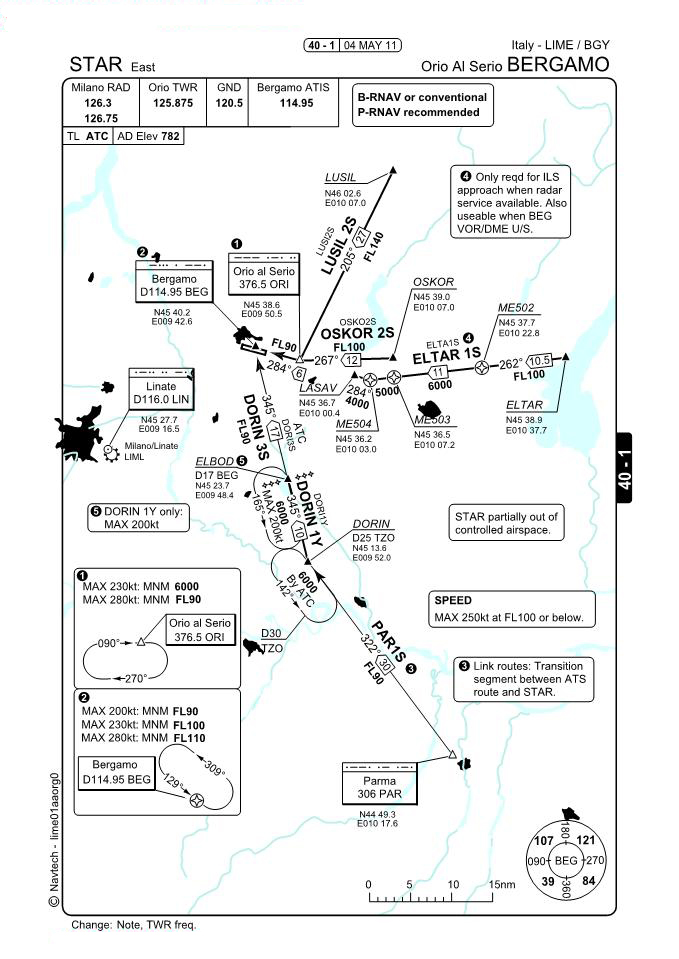 40 - 1 04 MAY 11
Italy - LIME / BGY
STAR East
Orio Al Serio BERGAMO
Milano RAD
126.3
126.75
Orio TWR
125.875
GND
120.5
Bergamo ATIS
114.95
B-RNAV or conventional
P-RNAV recommended
TL ATC AD Elev 782
LUSIL
N46 02.6
E010 07.0
4 Only reqd for ILS
approach when radar
service available. Also
useable when BEG
VOR/DME U/S.
LUSI2S
LUSIL 2S
205° 27
FL140
2
Bergamo
D114.95 BEG
N45 40.2
E009 42.6
1
Orio al Serio
376.5 ORI
N45 38.6
E009 50.5
OSKOR
N45 39.0
E010 07.0
OSKO2S
OSKOR 2S
FL100
267° 12
FL90
284° 6
ME502
N45 37.7
E010 22.8
ELTA1S 4
ELTAR 1S
11
6000
262° 10.5
FL100
ELTAR
N45 38.9
E010 37.7
LASAV
N45 36.7
E010 00.4
284°
4000
5000
ME504
N45 36.2
E010 03.0
ME503
N45 36.5
E010 07.2
Linate
D116.0 LIN
N45 27.7
E009 16.5
Milano/Linate
LIML
345° 17
DORIN 3S
FL90
ATC
DORI3S
ELBOD 5
D17 BEG
N45 23.7
E009 48.4
5 DORIN 1Y only:
MAX 200kt
165°
MAX 200kt
6000
345° 10
DORIN 1Y
DORI1Y
DORIN
D25 TZO
N45 13.6
E009 52.0
STAR partially out of
controlled airspace.
142°
By ATC
6000
D30
TZO
SPEED
MAX 250kt at FL100 or below.
PAR1S 3
322° 30
FL90
3 Link routes: Transition
segment between ATS
route and STAR.
1
MAX 230kt: MNM 6000
MAX 280kt: MNM FL90
Orio al Serio
376.5 ORI
090°
270°
2
MAX 200kt: MNM FL90
MAX 230kt: MNM FL100
MAX 280kt: MNM FL110
Bergamo
D114.95 BEG
129°
309°
Parma
306 PAR
N44 49.3
E010 17.6
0 5 10 15nm
180
107 121
090 BEG 270
39 84
360
40 - 1
© Navtech - lime01aaorg0
Change: Note, TWR freq.